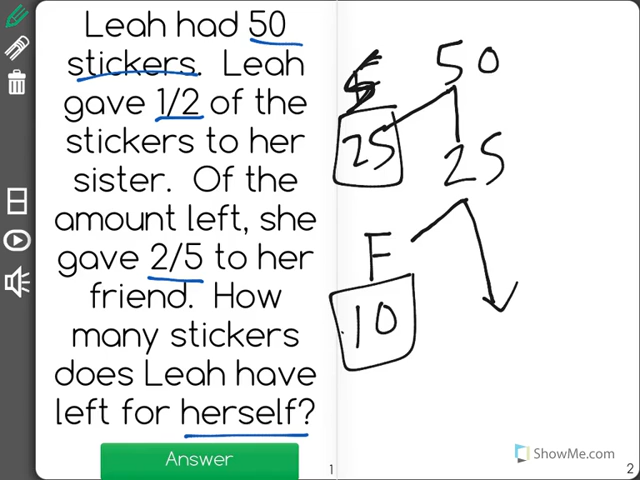 Leah had 50
stickers. Leah
gave 1/2 of the
stickers to her
sister. Of the
amount left, she
gave 2/5 to her
friend. How
many stickers
does Leah have
left for herself?
Answer
1
50
25
25
F
10
ShowMe.com
2